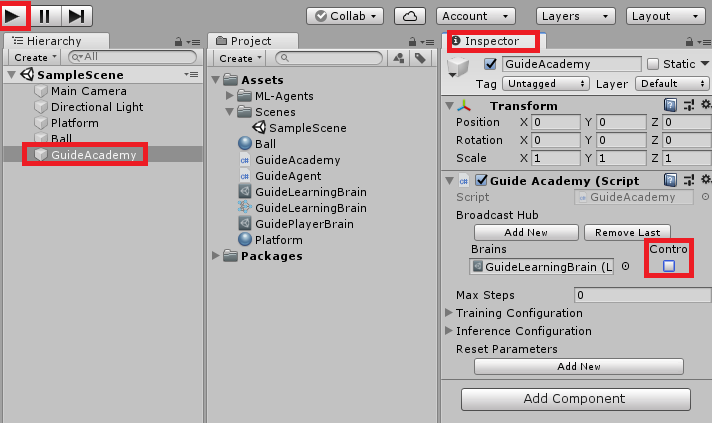 Collab
Account
Layers
Layout
Hierarchy
Create
All
SampleScene
Main Camera
Directional Light
Platform
Ball
GuideAcademy
Project
Create
Assets
ML-Agents
Scenes
SampleScene
Ball
GuideAcademy
GuideAgent
GuideLearningBrain
GuideLearningBrain
GuidePlayerBrain
Platform
Packages
Inspector
GuideAcademy Static
Tag Untagged Layer Default
Transform
Position X 0 Y 0 Z 0
Rotation X 0 Y 0 Z 0
Scale X 1 Y 1 Z 1
Guide Academy (Script
Script GuideAcademy
Broadcast Hub
Add New Remove Last
Brains Contro
GuideLearningBrain (L
Max Steps 0
Training Configuration
Inference Configuration
Reset Parameters
Add New
Add Component